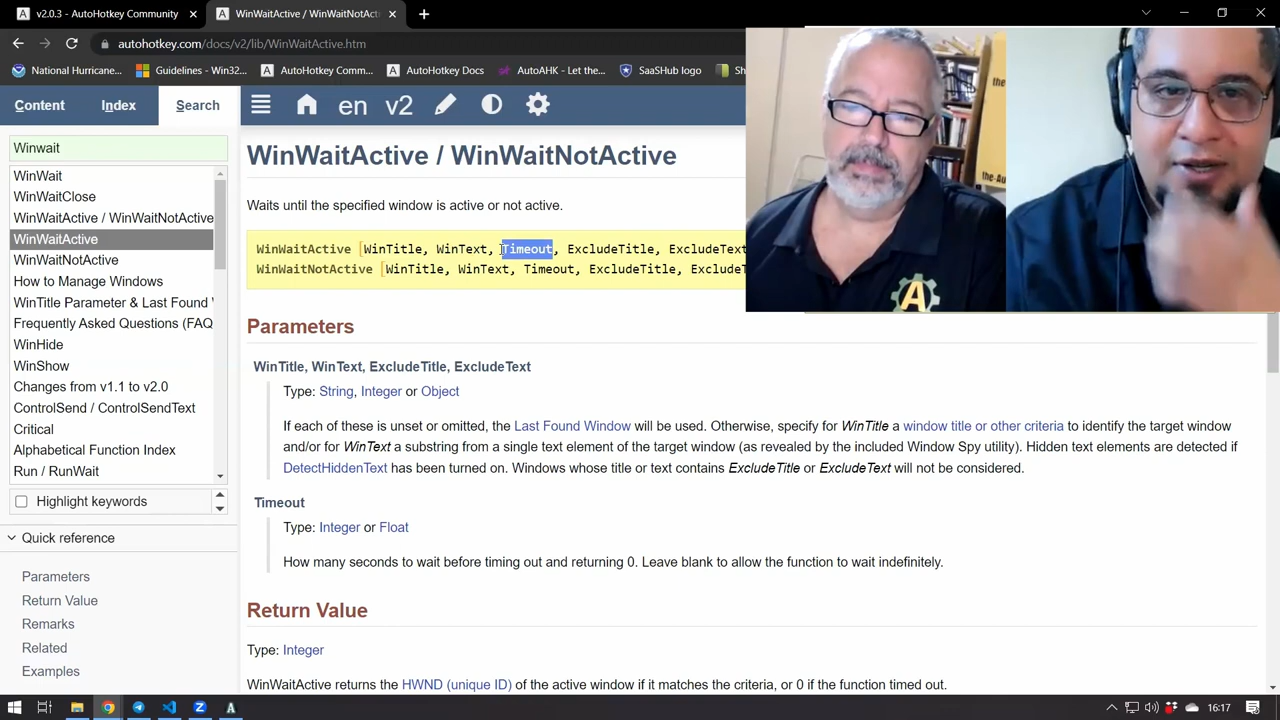 v2.0.3 - AutoHotkey Community
WinWaitActive / WinWaitNotActi
autohotkey.com/docs/v2/lib/WinWaitActive.htm
National Hurricane...
Guidelines - Win32...
AutoHotkey Comm...
AutoHotkey Docs
AutoAHK - Let the...
SaaSHub logo
Sh
Content
Index
Search
en
v2
Winwait
WinWait
WinWaitClose
WinWaitActive / WinWaitNotActive
WinWaitActive
WinWaitNotActive
How to Manage Windows
WinTitle Parameter & Last Found
Frequently Asked Questions (FAQ
WinHide
WinShow
Changes from v1.1 to v2.0
ControlSend / ControlSendText
Critical
Alphabetical Function Index
Run / RunWait
Highlight keywords
Quick reference
Parameters
Return Value
Remarks
Related
Examples
WinWaitActive / WinWaitNotActive
Waits until the specified window is active or not active.
WinWaitActive [WinTitle, WinText, Timeout, ExcludeTitle, ExcludeText
WinWaitNotActive [WinTitle, WinText, Timeout, ExcludeTitle, ExcludeT
Parameters
WinTitle, WinText, ExcludeTitle, ExcludeText
Type: String, Integer or Object
If each of these is unset or omitted, the Last Found Window will be used. Otherwise, specify for WinTitle a window title or other criteria to identify the target window
and/or for WinText a substring from a single text element of the target window (as revealed by the included Window Spy utility). Hidden text elements are detected if
DetectHiddenText has been turned on. Windows whose title or text contains ExcludeTitle or ExcludeText will not be considered.
Timeout
Type: Integer or Float
How many seconds to wait before timing out and returning 0. Leave blank to allow the function to wait indefinitely.
Return Value
Type: Integer
WinWaitActive returns the HWND (unique ID) of the active window if it matches the criteria, or 0 if the function timed out.
the-Au
A
16:17